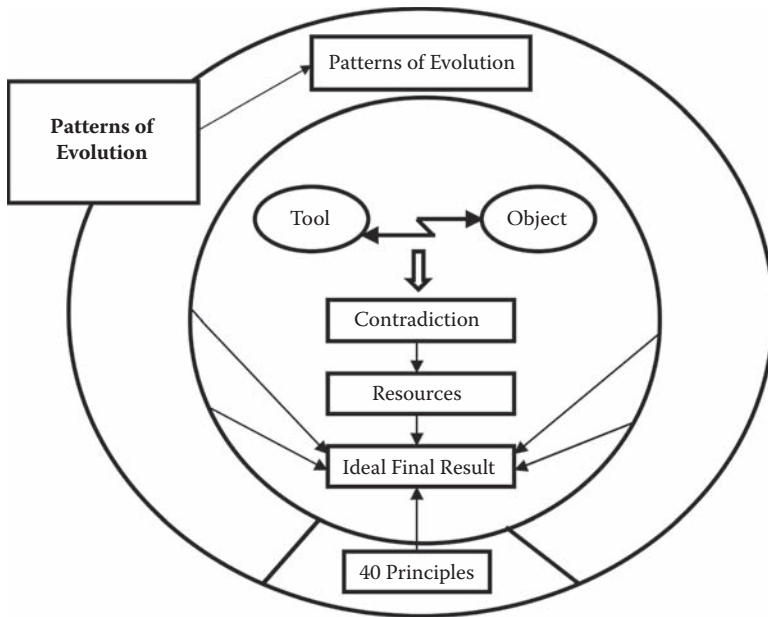 Patterns of Evolution
Patterns of
Evolution
Tool
Object
Contradiction
Resources
Ideal Final Result
40 Principles